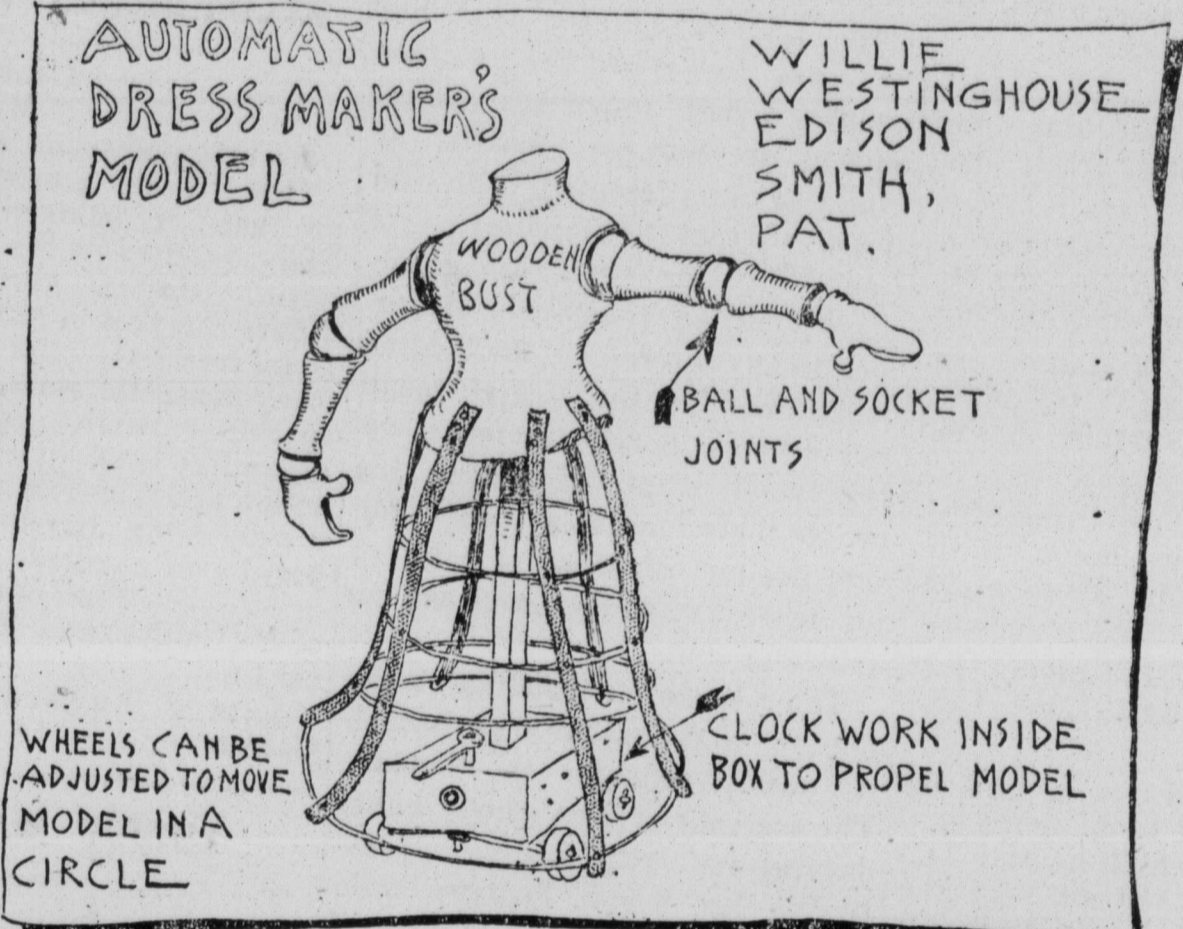 AUTOMATIC
DRESS MAKER'S
MODEL
WILLIE
WESTINGHOUSE
EDISON
SMITH,
PAT.
WOODEN
BUST
BALL AND SOCKET
JOINTS
CLOCK WORK INSIDE
BOX TO PROPEL MODEL
WHEELS CAN BE
ADJUSTED TO MOVE
MODEL IN A
CIRCLE